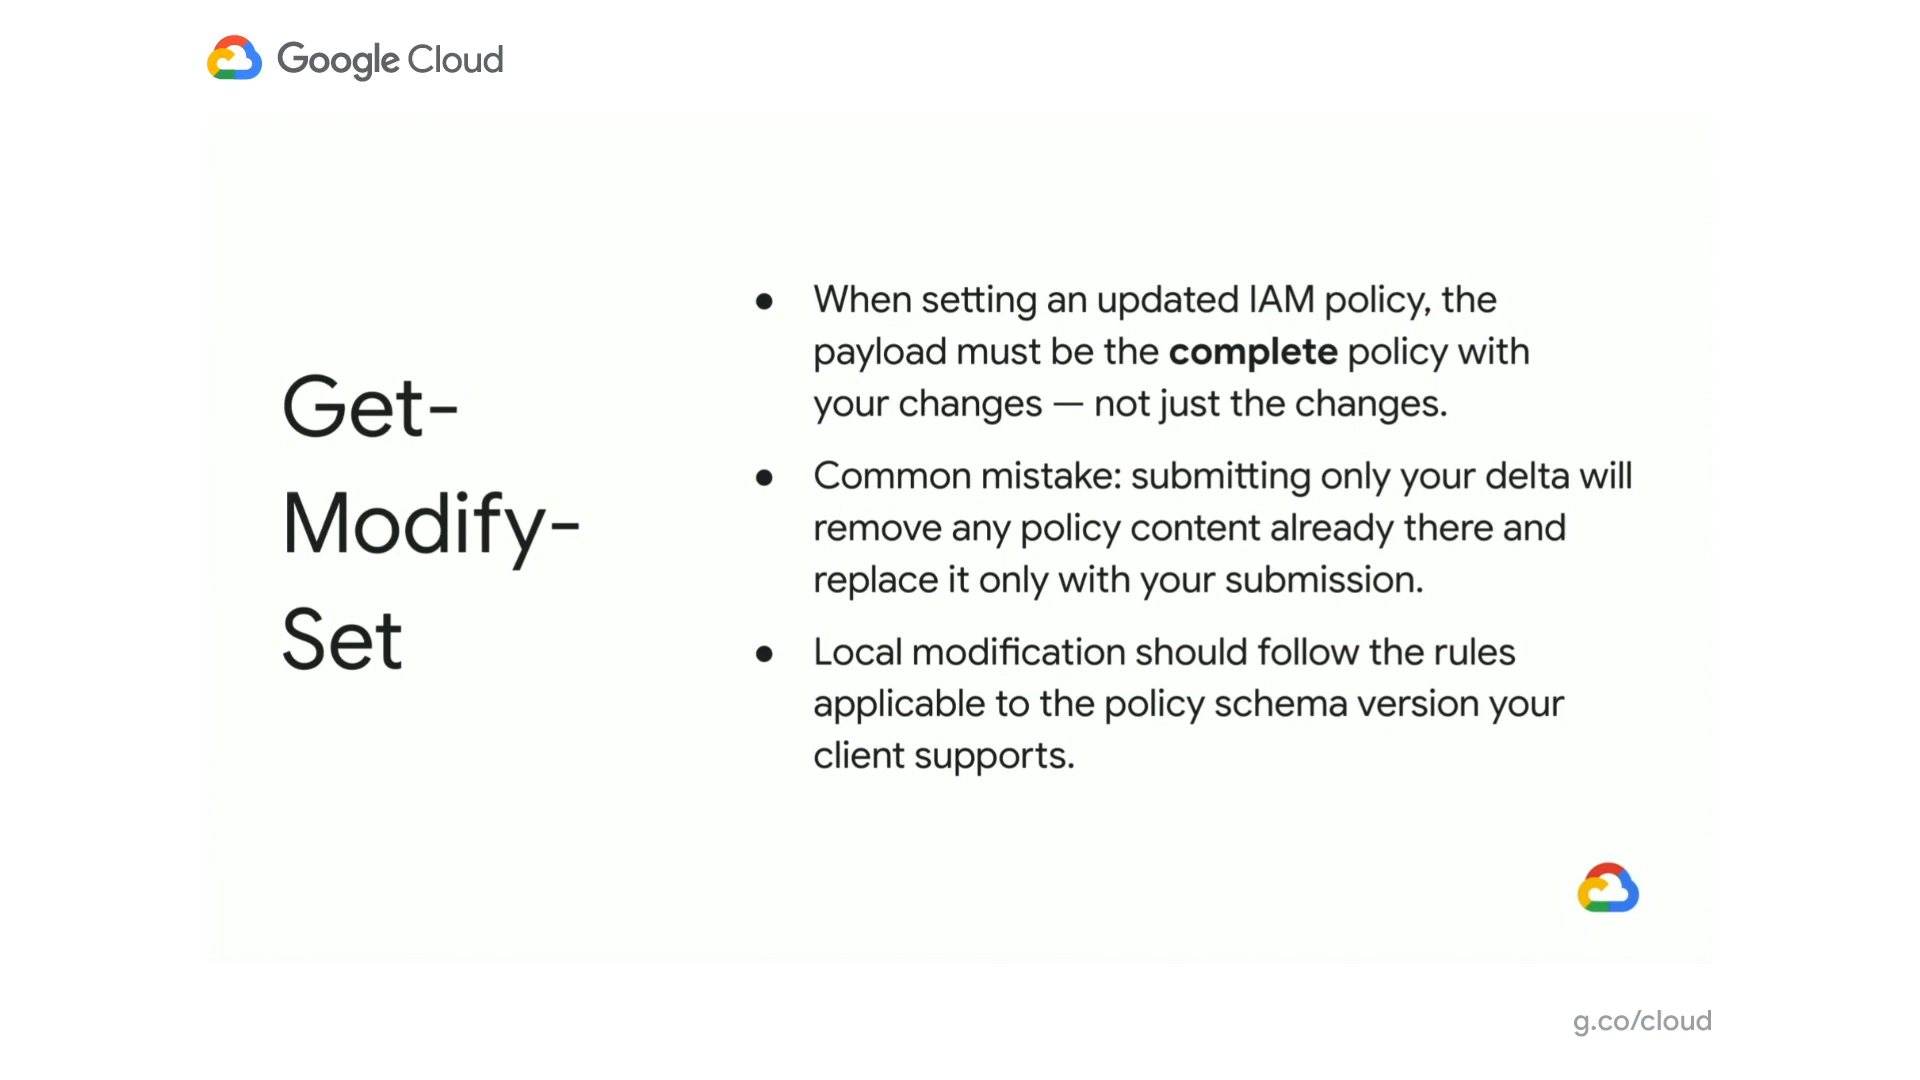 Google Cloud
Get-
Modify-
Set
● When setting an updated IAM policy, the
payload must be the complete policy with
your changes — not just the changes.
● Common mistake: submitting only your delta will
remove any policy content already there and
replace it only with your submission.
● Local modification should follow the rules
applicable to the policy schema version your
client supports.
g.co/cloud